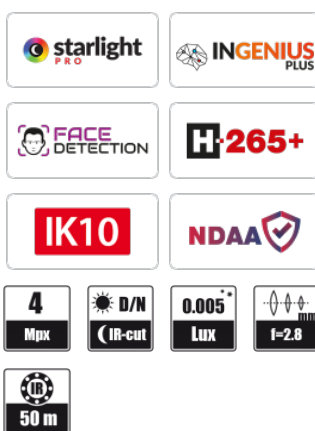 starlight
PRO
INGENIUS
PLUS
FACE
DETECTION
H·265+
IK10
NDAA
4
Mpx
D/N
IR-cut
0.005**
Lux
mm
f=2.8
IR
50 m